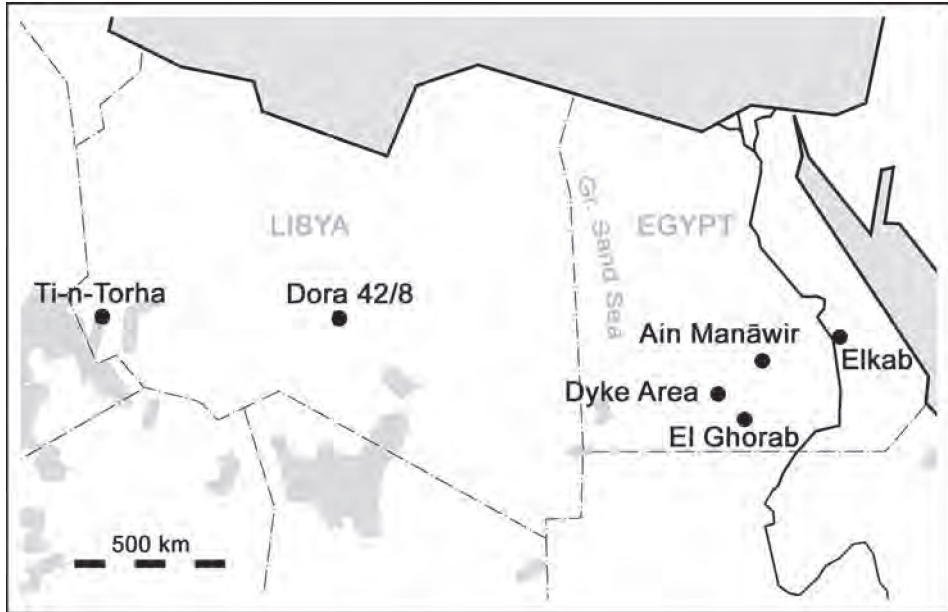 LIBYA
EGYPT
Gr. Sand Sea
Ti-n-Torha
Dora 42/8
Ain Manāwir
Elkab
Dyke Area
El Ghorab
500 km